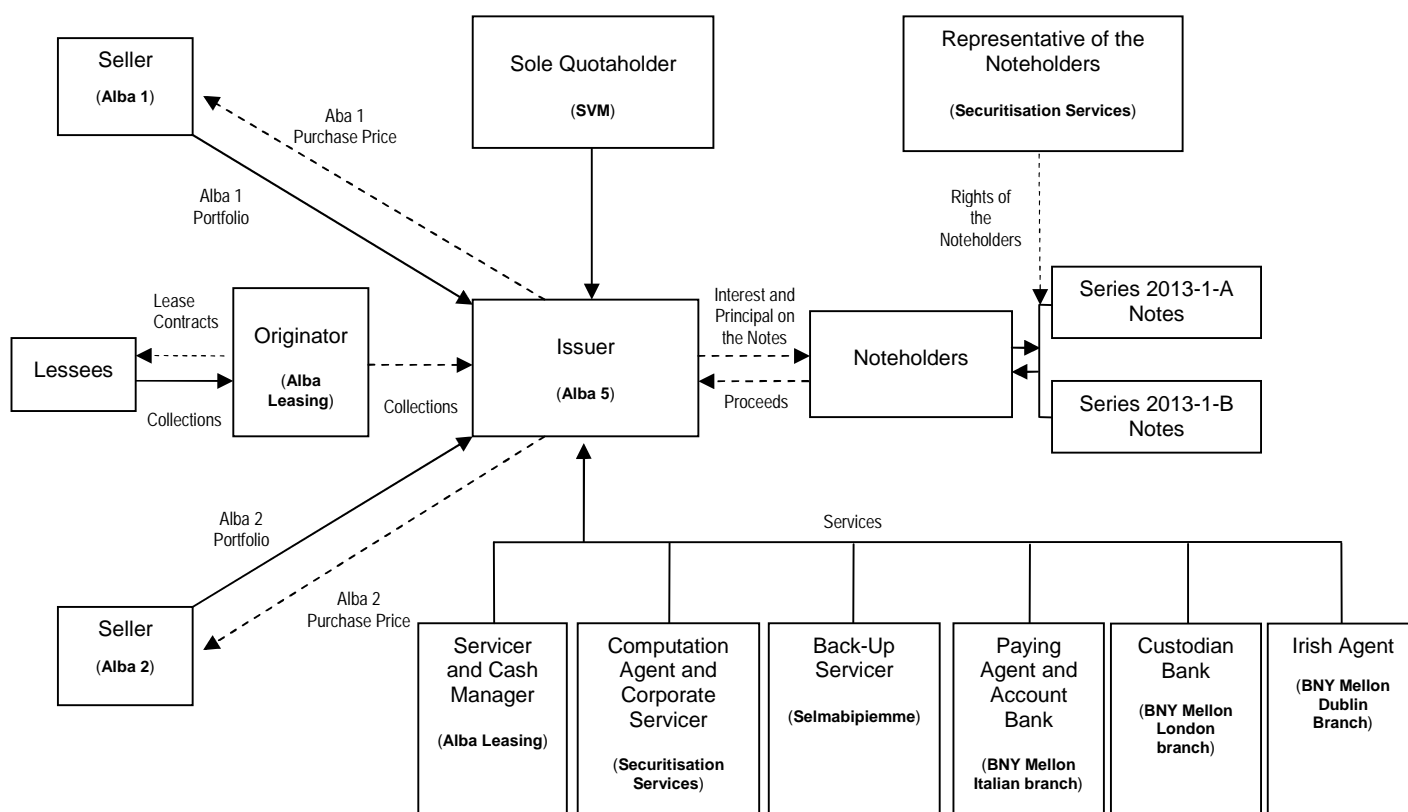 Seller
(Alba 1)
Sole Quotaholder
(SVM)
Representative of the
Noteholders
(Securitisation Services)
Aba 1
Purchase Price
Alba 1
Portfolio
Rights of
the
Noteholders
Lessees
Lease
Contracts
Collections
Originator
(Alba
Leasing)
Collections
Issuer
(Alba 5)
Interest and
Principal on
the Notes
Proceeds
Noteholders
Series 2013-1-A
Notes
Series 2013-1-B
Notes
Alba 2
Portfolio
Alba 2
Purchase Price
Seller
(Alba 2)
Services
Servicer
and Cash
Manager
(Alba Leasing)
Computation
Agent and
Corporate
Servicer
(Securitisation
Services)
Back-Up
Servicer
(Selmabipiemme)
Paying
Agent and
Account
Bank
(BNY Mellon
Italian branch)
Custodian
Bank
(BNY Mellon
London
branch)
Irish Agent
(BNY Mellon
Dublin
Branch)